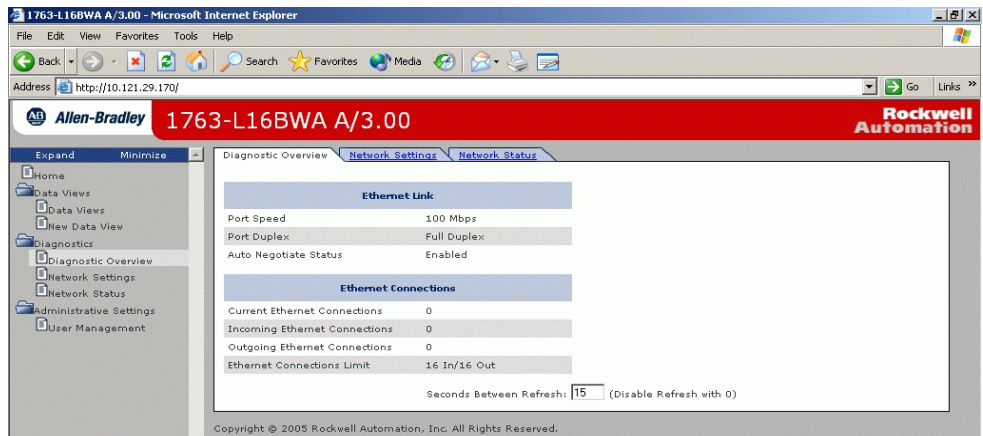 1763-L16BWA A/3.00 - Microsoft Internet Explorer
File Edit View Favorites Tools Help
Back Search Favorites Media
Address http://10.121.29.170/ Go Links »
AB Allen-Bradley 1763-L16BWA A/3.00 Rockwell Automation
Expand Minimize
Home
Data Views
Data Views
New Data View
Diagnostics
Diagnostic Overview
Network Settings
Network Status
Administrative Settings
User Management
Diagnostic Overview Network Settings Network Status
Ethernet Link
Port Speed 100 Mbps
Port Duplex Full Duplex
Auto Negotiate Status Enabled
Ethernet Connections
Current Ethernet Connections 0
Incoming Ethernet Connections 0
Outgoing Ethernet Connections 0
Ethernet Connections Limit 16 In/16 Out
Seconds Between Refresh: 15 (Disable Refresh with 0)
Copyright © 2005 Rockwell Automation, Inc. All Rights Reserved.